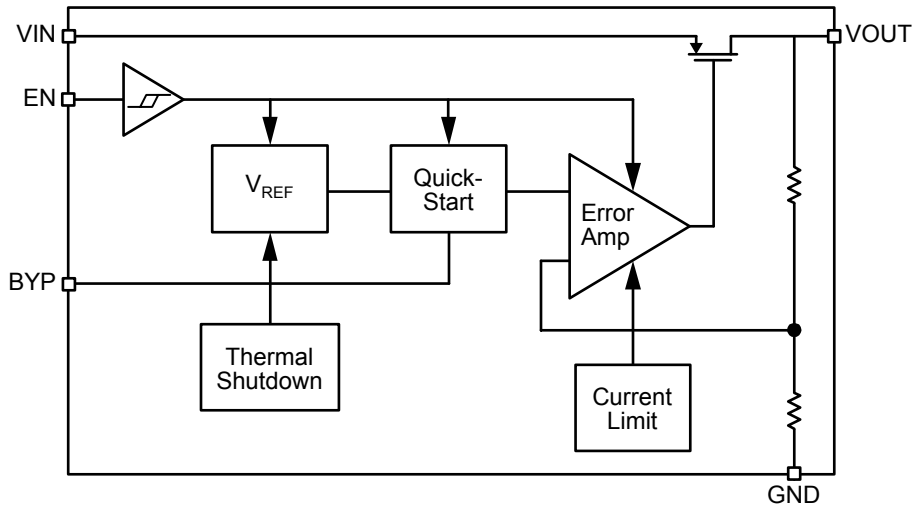 VIN
VOUT
EN
VREF
Quick-
Start
Error
Amp
BYP
Thermal
Shutdown
Current
Limit
GND